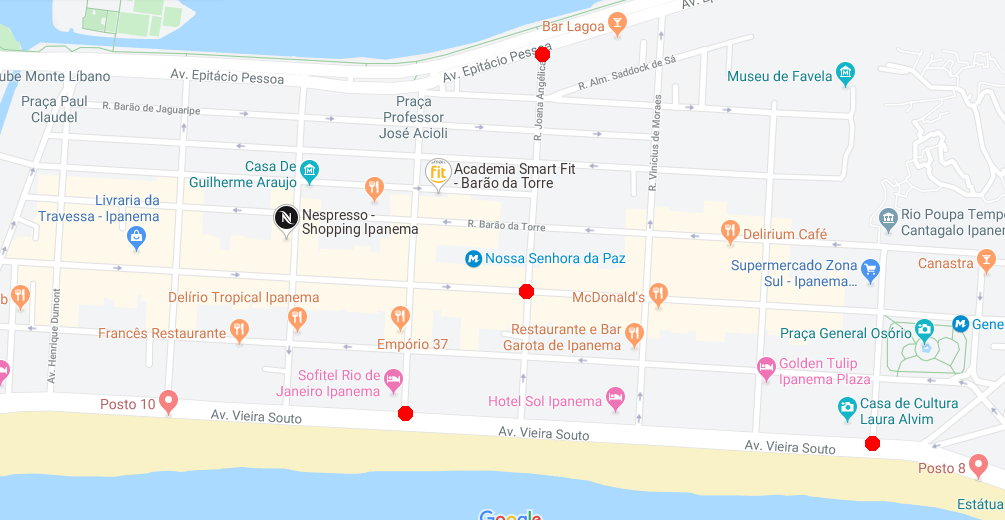 Av. Epitácio
Bar Lagoa
Av. Epitácio Pessoa
R. Alm. Saddock de Sá
Museu de Favela
ube Monte Líbano
Av. Epitácio Pessoa
Praça Paul
Claudel
R. Barão de Jaguaripe
Praça
Professor
José Acioli
R. Joana Angélica
R. Vinícius de Moraes
Casa De
Guilherme Araujo
fit
Academia Smart Fit
- Barão da Torre
Livraria da
Travessa - Ipanema
N
Nespresso -
Shopping Ipanema
R. Barão da Torre
Delirium Café
Rio Poupa Tempo
Cantagalo Ipanem
Nossa Senhora da Paz
Supermercado Zona
Sul - Ipanema...
Canastra
b
Av. Henrique Dumont
Delírio Tropical Ipanema
McDonald's
Francês Restaurante
Empório 37
Restaurante e Bar
Garota de Ipanema
Praça General Osório
Gene
Sofitel Rio de
Janeiro Ipanema
Golden Tulip
Ipanema Plaza
Posto 10
Av. Vieira Souto
Hotel Sol Ipanema
Av. Vieira Souto
Casa de Cultura
Laura Alvim
Av. Vieira Souto
Posto 8
Estátua
Google